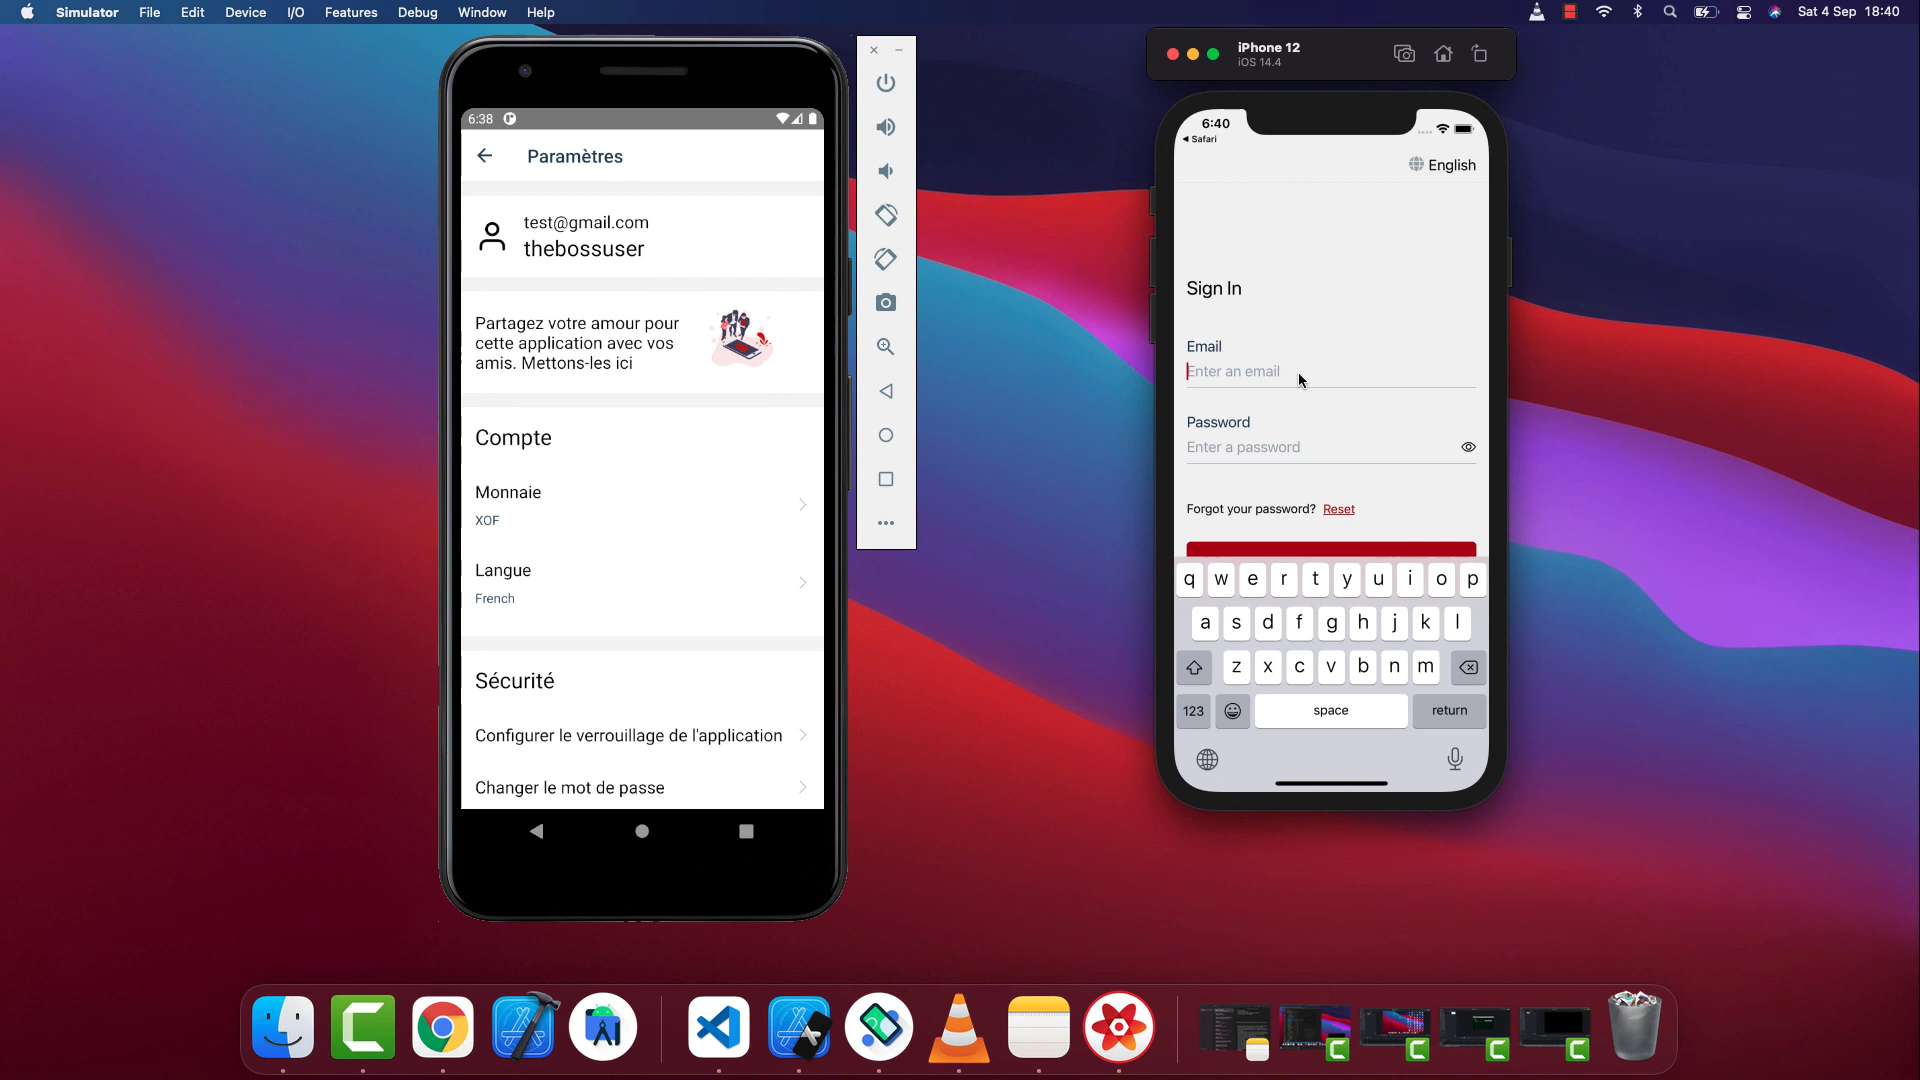 Simulator File Edit Device I/O Features Debug Window Help
Sat 4 Sep 18:40
6:38
Paramètres
test@gmail.com
thebossuser
Partagez votre amour pour
cette application avec vos
amis. Mettons-les ici
Compte
Monnaie
XOF
Langue
French
Sécurité
Configurer le verrouillage de l'application
Changer le mot de passe
iPhone 12
iOS 14.4
6:40
Safari
English
Sign In
Email
Enter an email
Password
Enter a password
Forgot your password? Reset
q w e r t y u i o p
a s d f g h j k l
z x c v b n m
123 space return